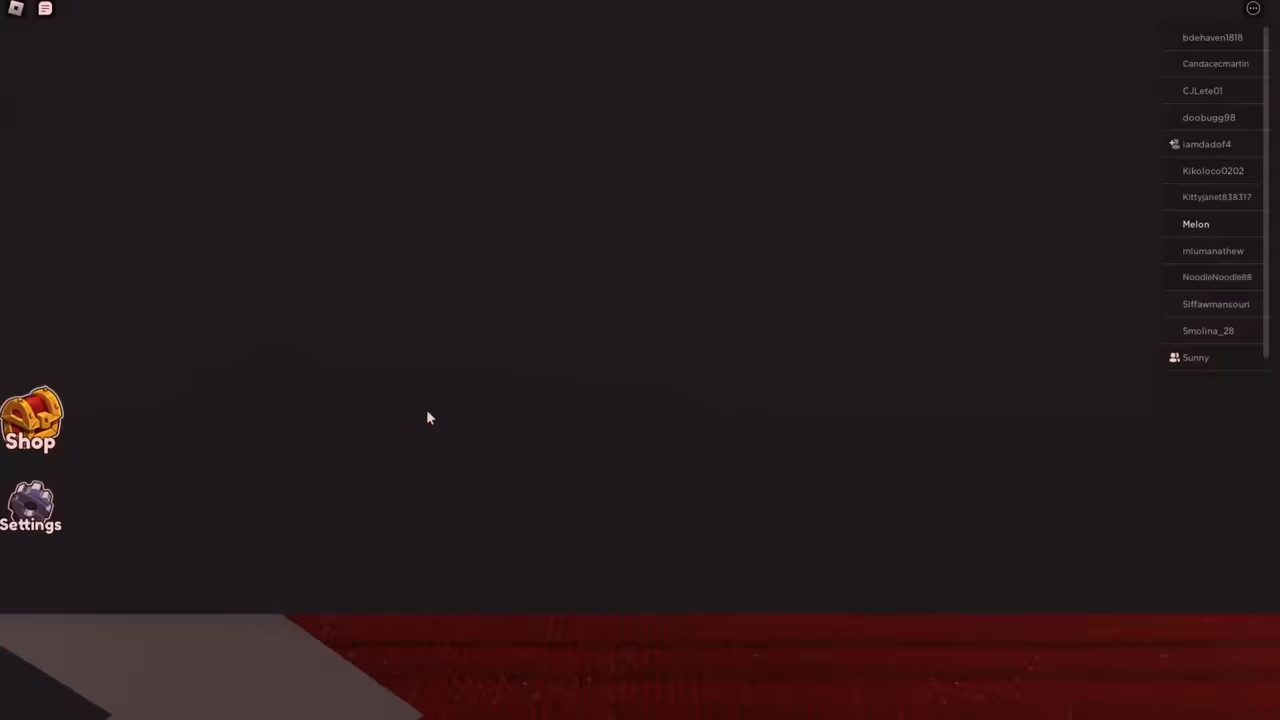 bdehaven1818
Candacecmartin
CJLete01
doobugg98
iamdadof4
Kikoloco0202
Kittyjanet838317
Melon
mlumanathew
NoodleNoodle88
Siffawmansouri
Smolina_28
Sunny
Shop
Settings